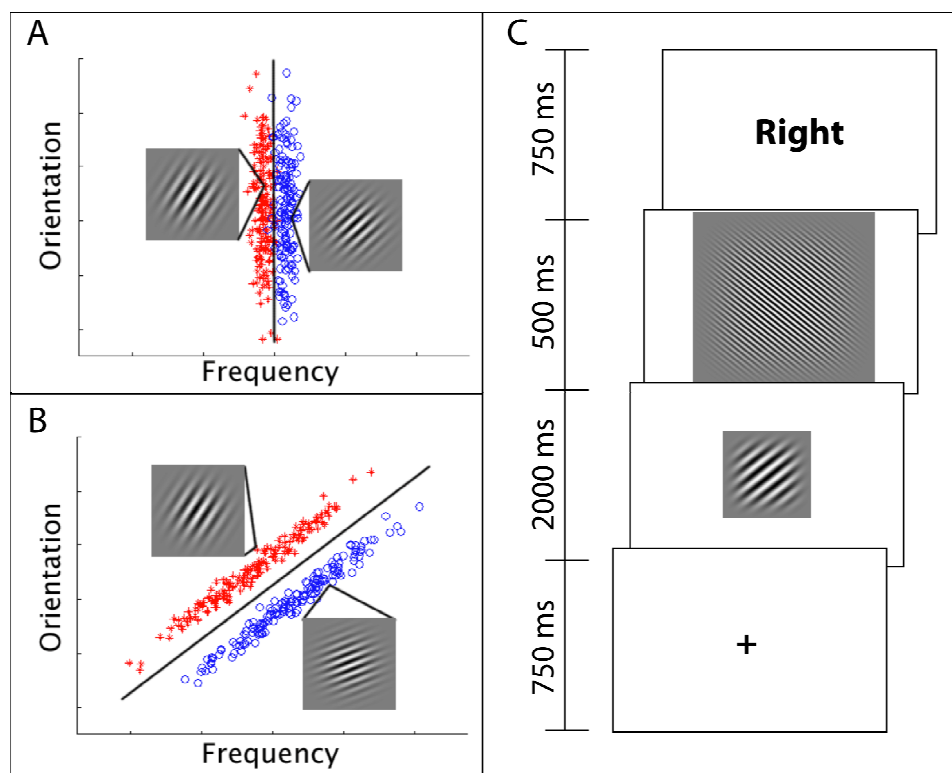 A
Orientation
Frequency
B
Orientation
Frequency
C
750 ms
Right
500 ms
2000 ms
750 ms
+